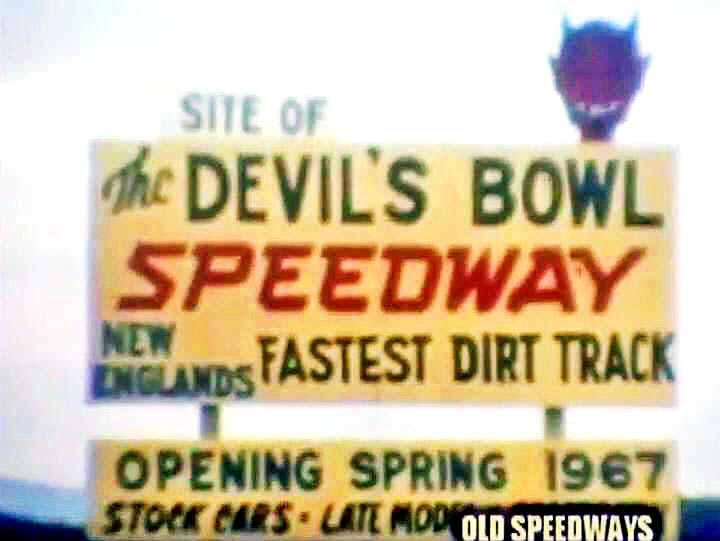 SITE OF
The DEVIL'S BOWL
SPEEDWAY
NEW
ENGLANDS
FASTEST DIRT TRACK
OPENING SPRING 1967
STOCK CARS - LATE
OLD SPEEDWAYS